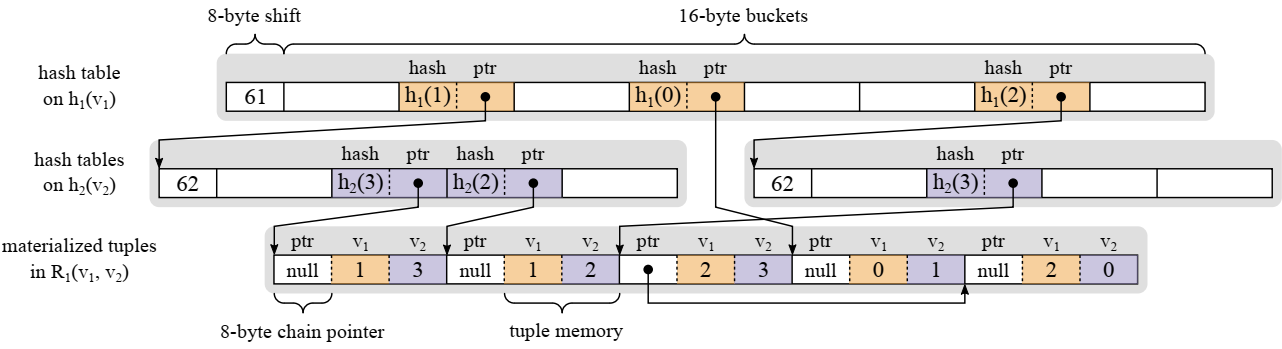 8-byte shift 16-byte buckets
hash table hash ptr hash ptr hash ptr
on h₁(v₁) 61 h₁(1) h₁(0) h₁(2)
hash tables hash ptr hash ptr hash ptr
on h₂(v₂) 62 h₂(3) h₂(2) 62 h₂(3)
materialized tuples ptr v₁ v₂ ptr v₁ v₂ ptr v₁ v₂ ptr v₁ v₂ ptr v₁ v₂
in R₁(v₁, v₂) null 1 3 null 1 2 2 3 null 0 1 null 2 0
8-byte chain pointer tuple memory